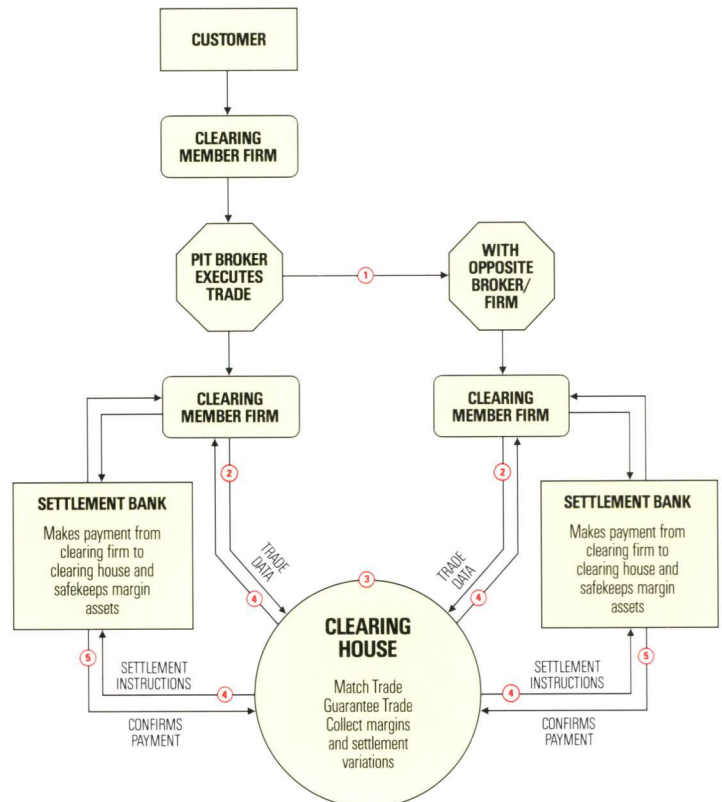 CUSTOMER
CLEARING
MEMBER FIRM
PIT BROKER
EXECUTES
TRADE
1
WITH
OPPOSITE
BROKER/
FIRM
CLEARING
MEMBER FIRM
CLEARING
MEMBER FIRM
2
2
SETTLEMENT BANK
Makes payment from
clearing firm to
clearing house and
safekeeps margin
assets
SETTLEMENT BANK
Makes payment from
clearing firm to
clearing house and
safekeeps margin
assets
TRADE
DATA
TRADE
DATA
4
3
4
CLEARING
HOUSE
Match Trade
Guarantee Trade
Collect margins
and settlement
variations
5
SETTLEMENT
INSTRUCTIONS
4
CONFIRMS
PAYMENT
4
SETTLEMENT
INSTRUCTIONS
5
CONFIRMS
PAYMENT